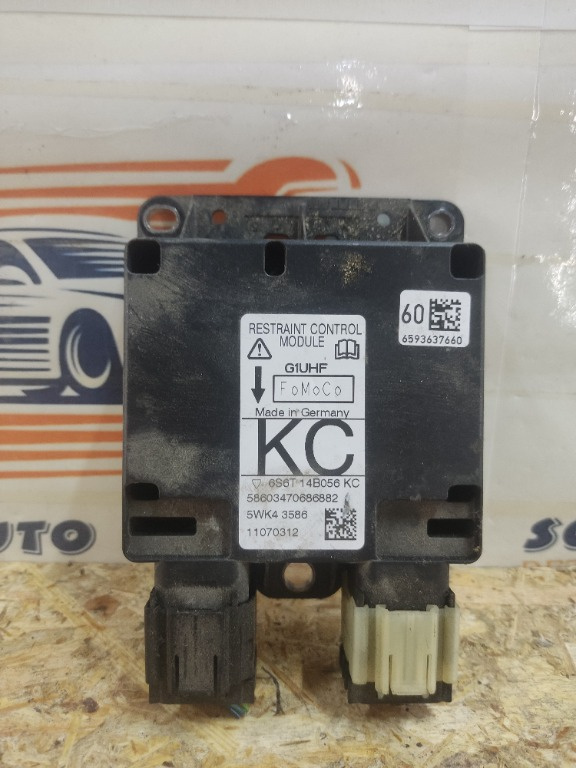 60
6593637660
RESTRAINT CONTROL
MODULE
G1UHF
FoMoCo
Made in Germany
KC
6S6T 14B056 KC
58603470686882
5WK4 3586
11070312
UTO